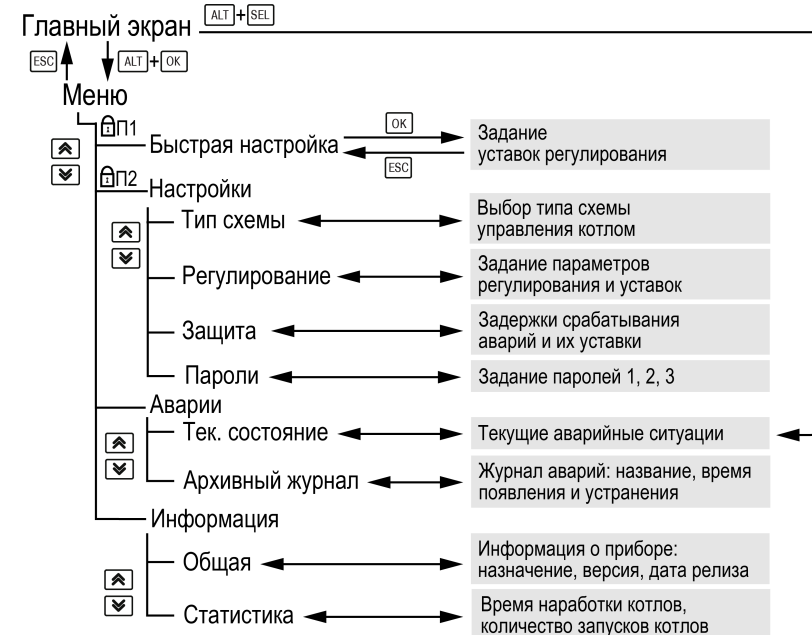 Главный экран ALT+SEL
ESC ALT+OK
Меню
П1
Быстрая настройка
OK
ESC
Задание
уставок регулирования
П2
Настройки
Тип схемы
Выбор типа схемы
управления котлом
Регулирование
Задание параметров
регулирования и уставок
Защита
Задержки срабатывания
аварий и их уставки
Пароли
Задание паролей 1, 2, 3
Аварии
Тек. состояние
Текущие аварийные ситуации
Архивный журнал
Журнал аварий: название, время
появления и устранения
Информация
Общая
Информация о приборе:
назначение, версия, дата релиза
Статистика
Время наработки котлов,
количество запусков котлов